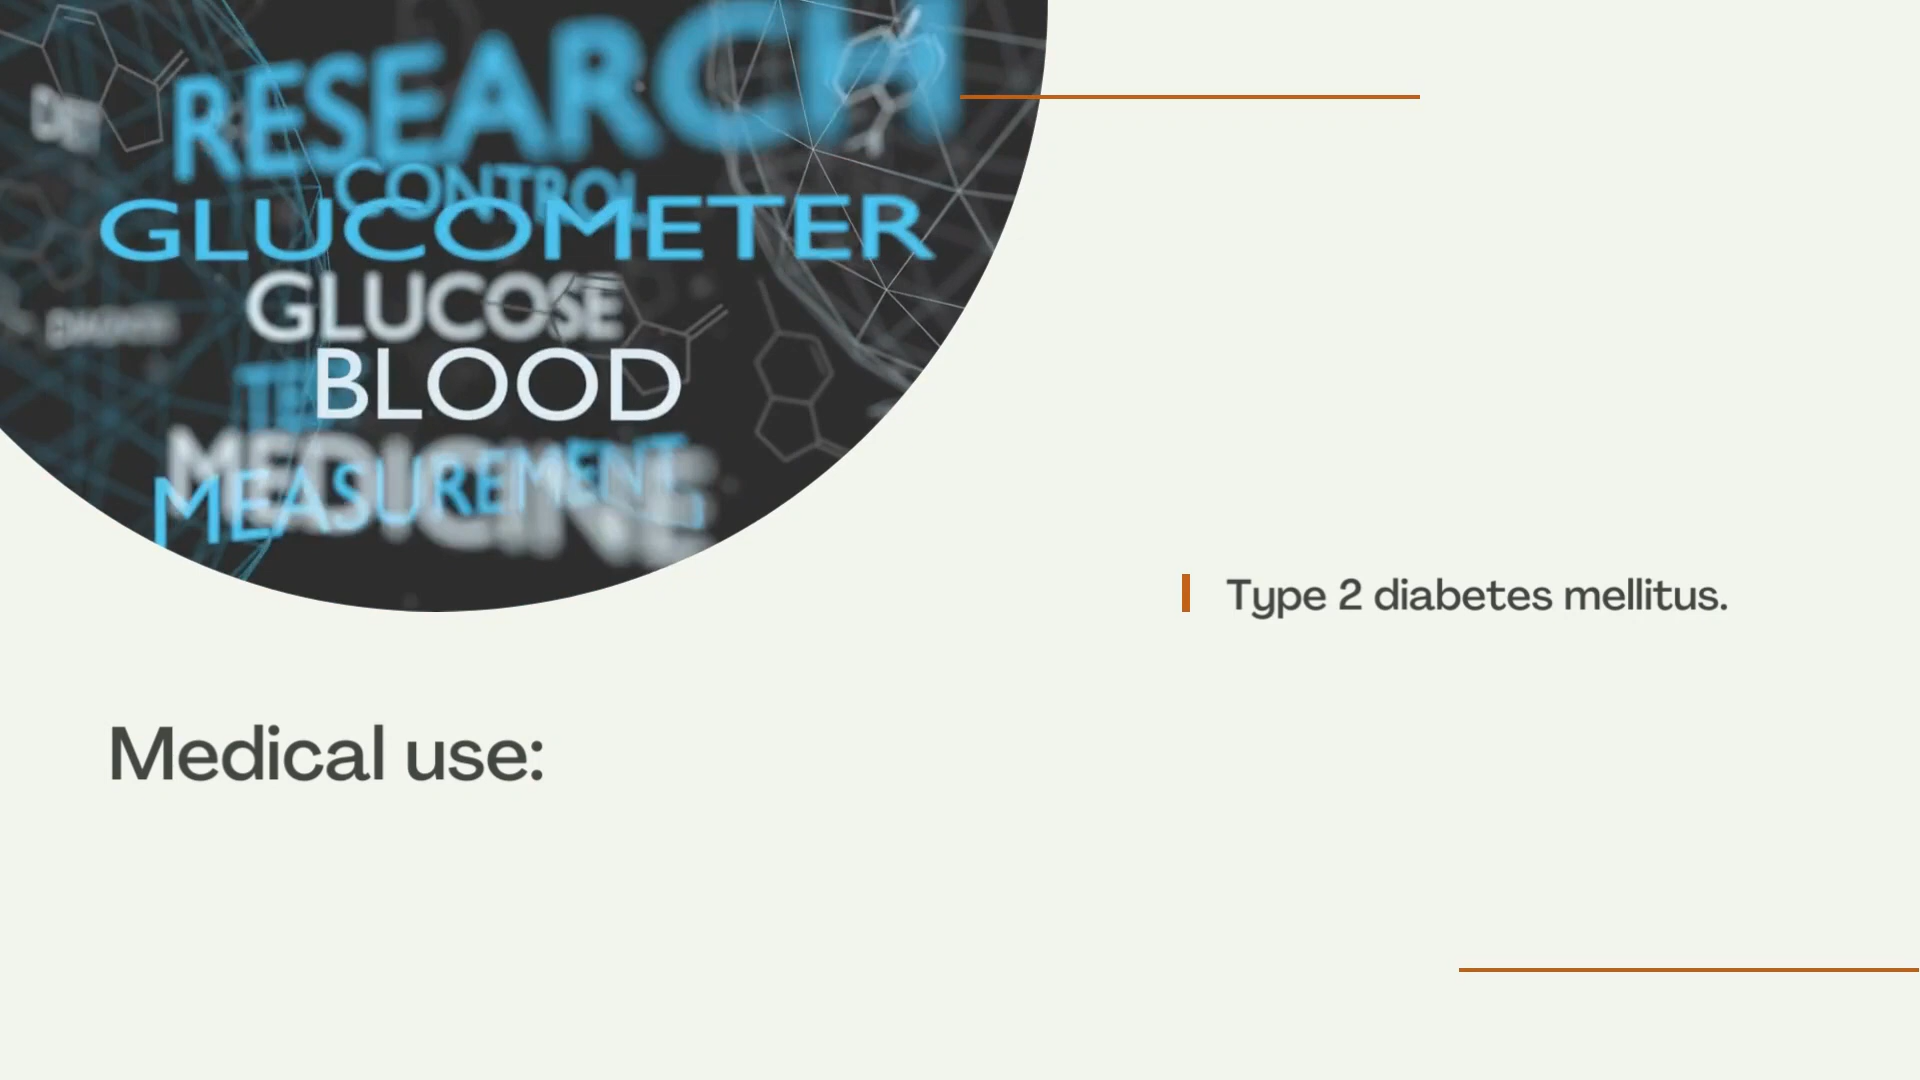 RESEARCH
CONTROL
GLUCOMETER
GLUCOSE
BLOOD
MEDICINE
MEASUREMENT
Type 2 diabetes mellitus.
Medical use: